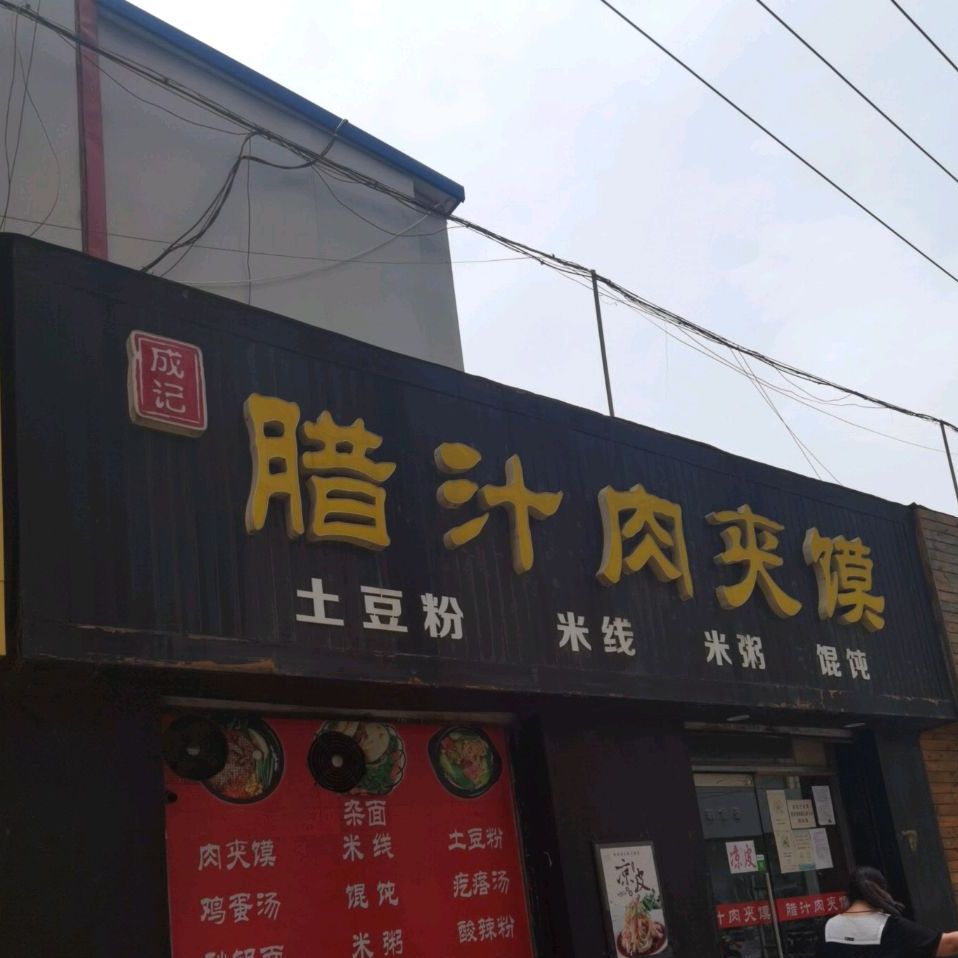 成记
腊汁肉夹馍
土豆粉 米线 米粥 馄饨
杂面
肉夹馍 米线 土豆粉
鸡蛋汤 馄饨 疙瘩汤
米粥 酸辣粉
凉皮
凉皮
汁肉夹馍 腊汁肉夹